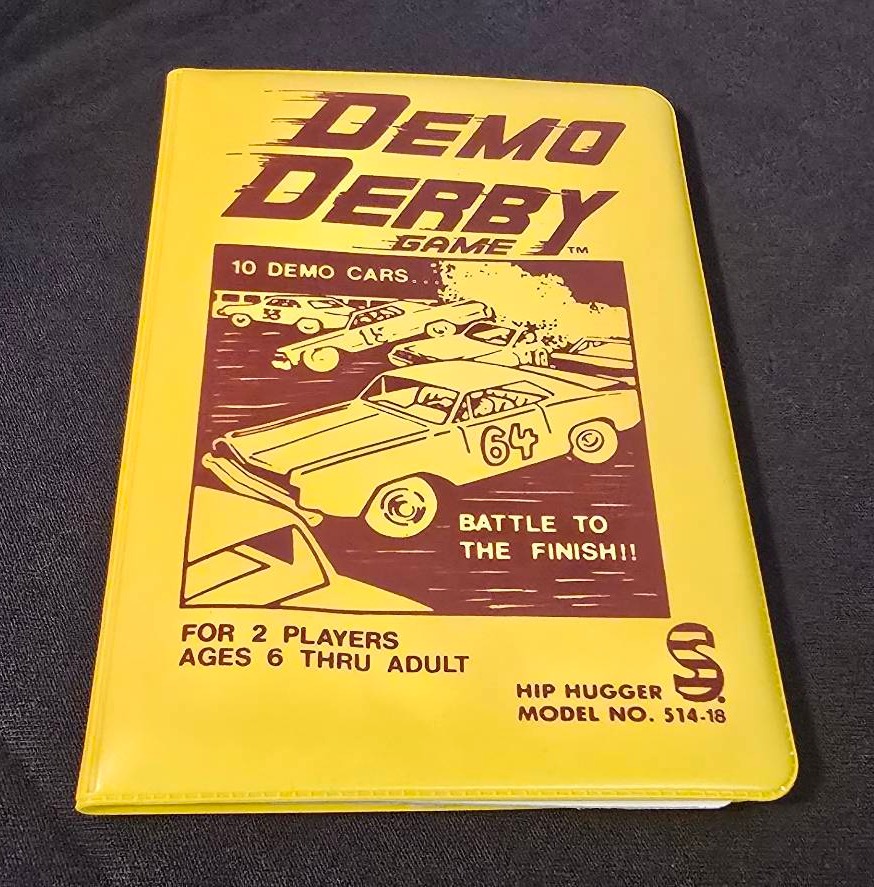 DEMO
DERBY
GAME ™
10 DEMO CARS...
33
64
BATTLE TO
THE FINISH!!
FOR 2 PLAYERS
AGES 6 THRU ADULT
HIP HUGGER
MODEL NO. 514-18